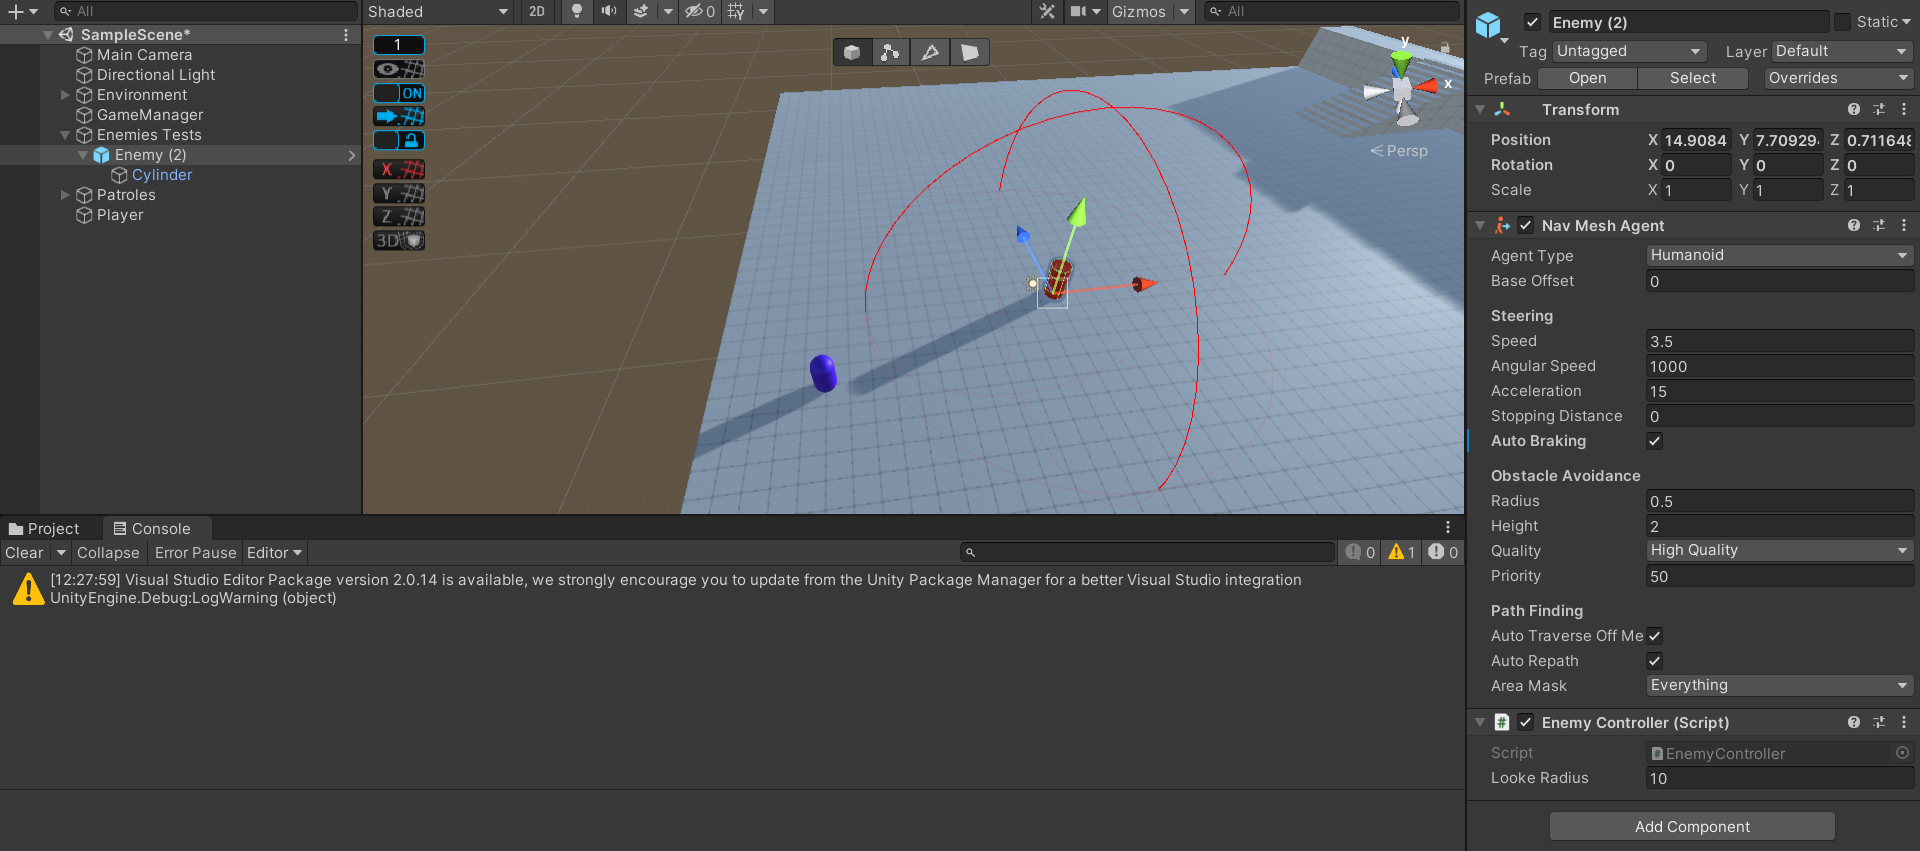 All
Shaded
2D
0
Gizmos
All
SampleScene*
Main Camera
Directional Light
Environment
GameManager
Enemies Tests
Enemy (2)
Cylinder
Patroles
Player
1
ON
X
Y
Z
3D
y
x
Persp
Project
Console
Clear
Collapse
Error Pause
Editor
0
1
0
[12:27:59] Visual Studio Editor Package version 2.0.14 is available, we strongly encourage you to update from the Unity Package Manager for a better Visual Studio integration
UnityEngine.Debug:LogWarning (object)
Enemy (2)
Static
Tag Untagged Layer Default
Prefab Open Select Overrides
Transform
Position X 14.9084 Y 7.70929 Z 0.711648
Rotation X 0 Y 0 Z 0
Scale X 1 Y 1 Z 1
Nav Mesh Agent
Agent Type Humanoid
Base Offset 0
Steering
Speed 3.5
Angular Speed 1000
Acceleration 15
Stopping Distance 0
Auto Braking
Obstacle Avoidance
Radius 0.5
Height 2
Quality High Quality
Priority 50
Path Finding
Auto Traverse Off Me
Auto Repath
Area Mask Everything
# Enemy Controller (Script)
Script EnemyController
Looke Radius 10
Add Component